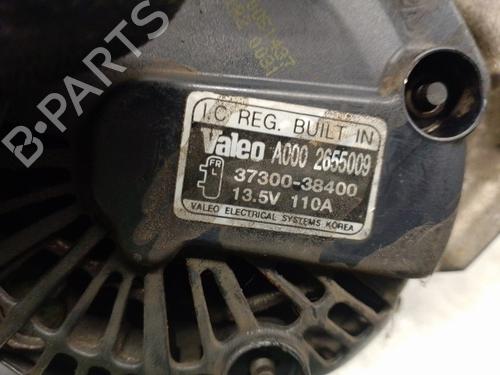 I.C REG. BUILT IN
Valeo A000 2655009
FR
37300-38400
13.5V 110A
VALEO ELECTRICAL SYSTEMS KOREA
B-PARTS